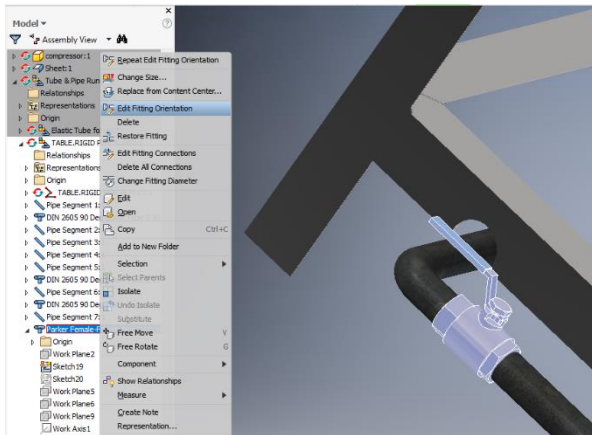 Model
Assembly View
compressor:1
Sheet:1
Tube & Pipe Run
Relationships
Representations
Origin
Elastic Tube fo
TABLE.RIGID P
Relationships
Representations
Origin
TABLE.RIGID
Pipe Segment 1:
DIN 2605 90 De
Pipe Segment 2:
Pipe Segment 3:
Pipe Segment 4:
Pipe Segment 5:
DIN 2605 90 De
Pipe Segment 6:
DIN 2605 90 De
Pipe Segment 7:
Parker Female-F
Origin
Work Plane2
Sketch19
Sketch20
Work Plane5
Work Plane6
Work Plane9
Work Axis1
Repeat Edit Fitting Orientation
Change Size...
Replace from Content Center...
Edit Fitting Orientation
Delete
Restore Fitting
Edit Fitting Connections
Delete All Connections
Change Fitting Diameter
Edit
Open
Copy Ctrl+C
Add to New Folder
Selection
Select Parents
Isolate
Undo Isolate
Substitute
Free Move V
Free Rotate G
Component
Show Relationships
Measure
Create Note
Representation...